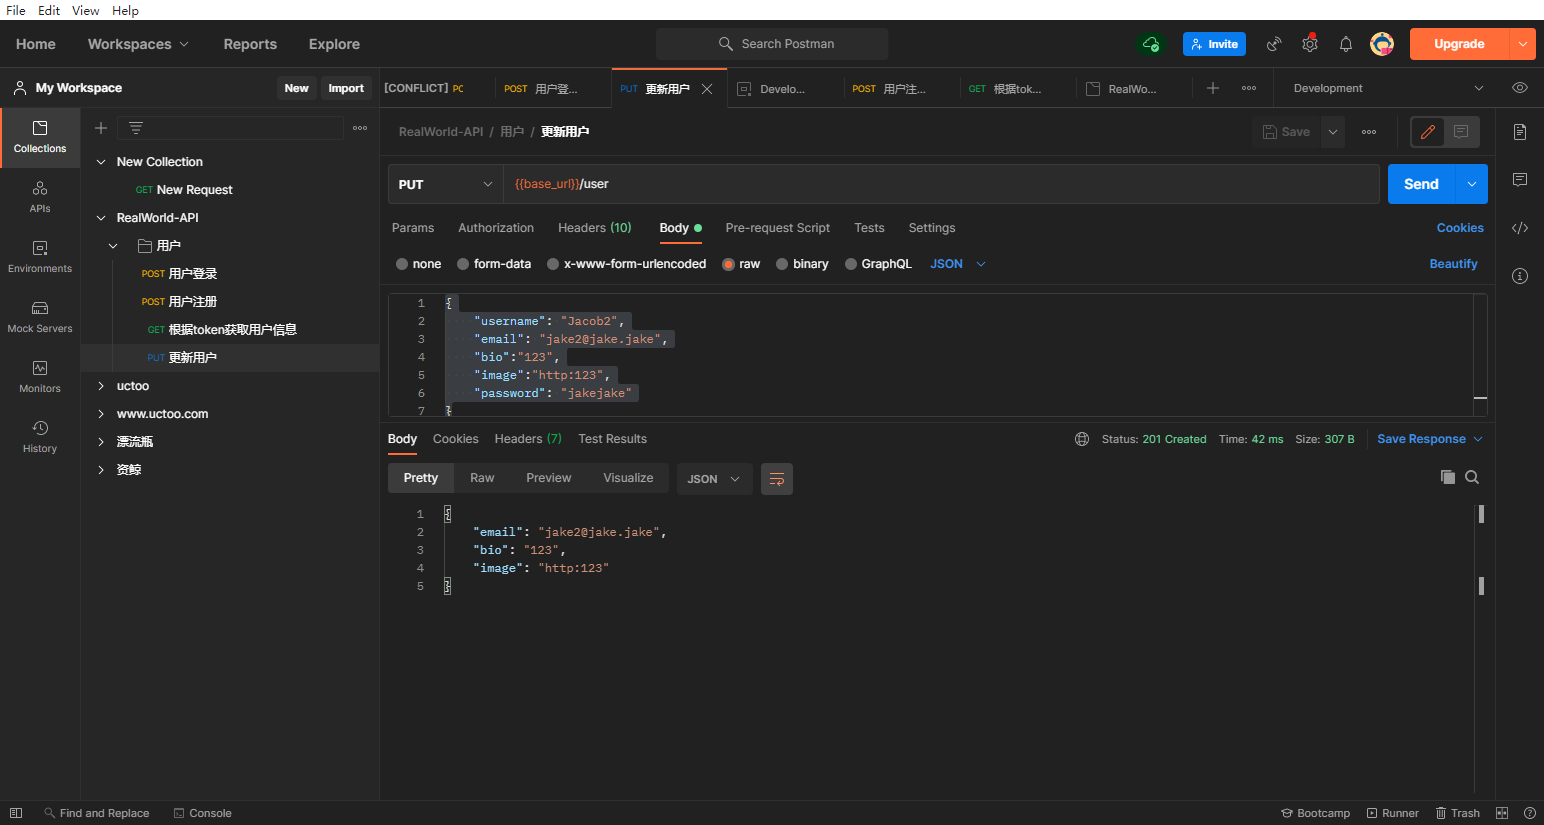 File Edit View Help
Home Workspaces Reports Explore Search Postman Invite Upgrade
My Workspace New Import
[CONFLICT] PC POST 用户登... PUT 更新用户 Develo... POST 用户注... GET 根据tok... RealWo... Development
Collections
APIs
Environments
Mock Servers
Monitors
History
New Collection
GET New Request
RealWorld-API
用户
POST 用户登录
POST 用户注册
GET 根据token获取用户信息
PUT 更新用户
uctoo
www.uctoo.com
漂流瓶
资鲸
RealWorld-API / 用户 / 更新用户 Save
PUT {{base_url}}/user Send
Params Authorization Headers (10) Body Pre-request Script Tests Settings Cookies
none form-data x-www-form-urlencoded raw binary GraphQL JSON Beautify
1 {
2 "username": "Jacob2",
3 "email": "jake2@jake.jake",
4 "bio":"123",
5 "image":"http:123",
6 "password": "jakejake"
7 }
Body Cookies Headers (7) Test Results Status: 201 Created Time: 42 ms Size: 307 B Save Response
Pretty Raw Preview Visualize JSON
1 {
2 "email": "jake2@jake.jake",
3 "bio": "123",
4 "image": "http:123"
5 }
Find and Replace Console Bootcamp Runner Trash